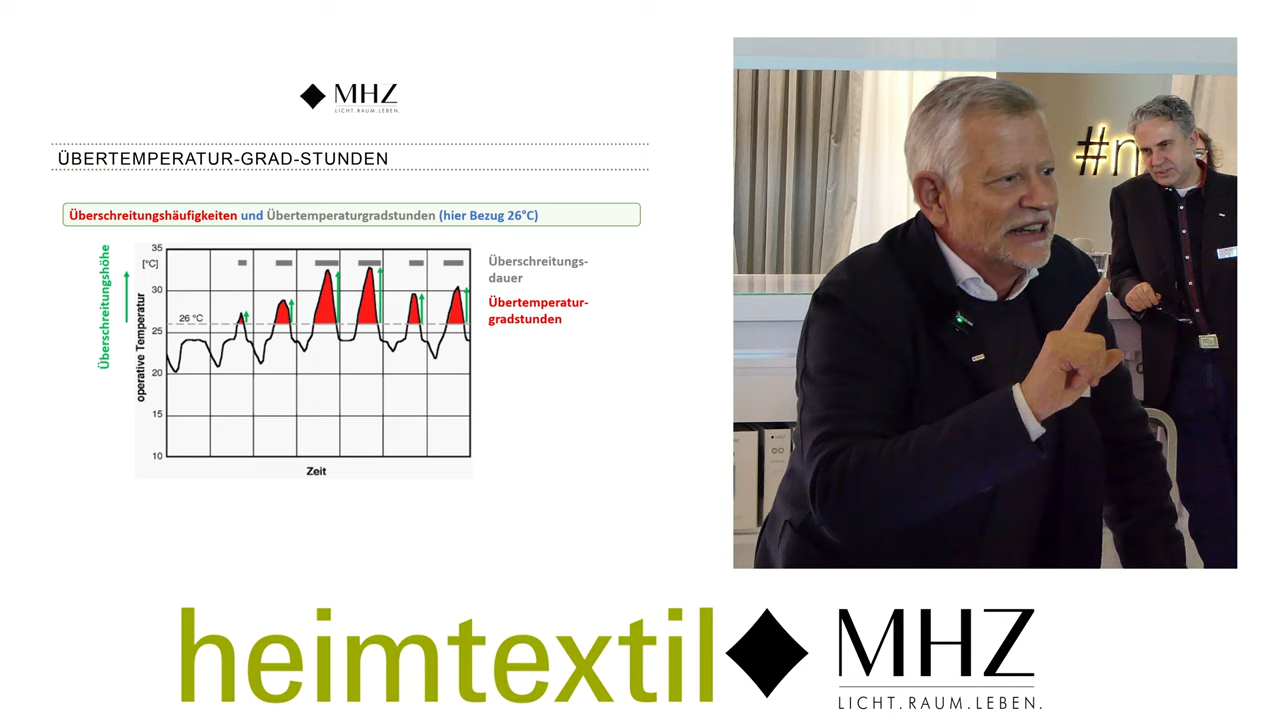 MHZ
LICHT.RAUM.LEBEN.
ÜBERTEMPERATUR-GRAD-STUNDEN
Überschreitungshäufigkeiten und Übertemperaturgradstunden (hier Bezug 26°C)
Überschreitungshöhe
operative Temperatur
35
[°C]
30
26 °C
25
20
15
10
Zeit
Überschreitungs-
dauer
Übertemperatur-
gradstunden
#m
heimtextil
MHZ
LICHT.RAUM.LEBEN.